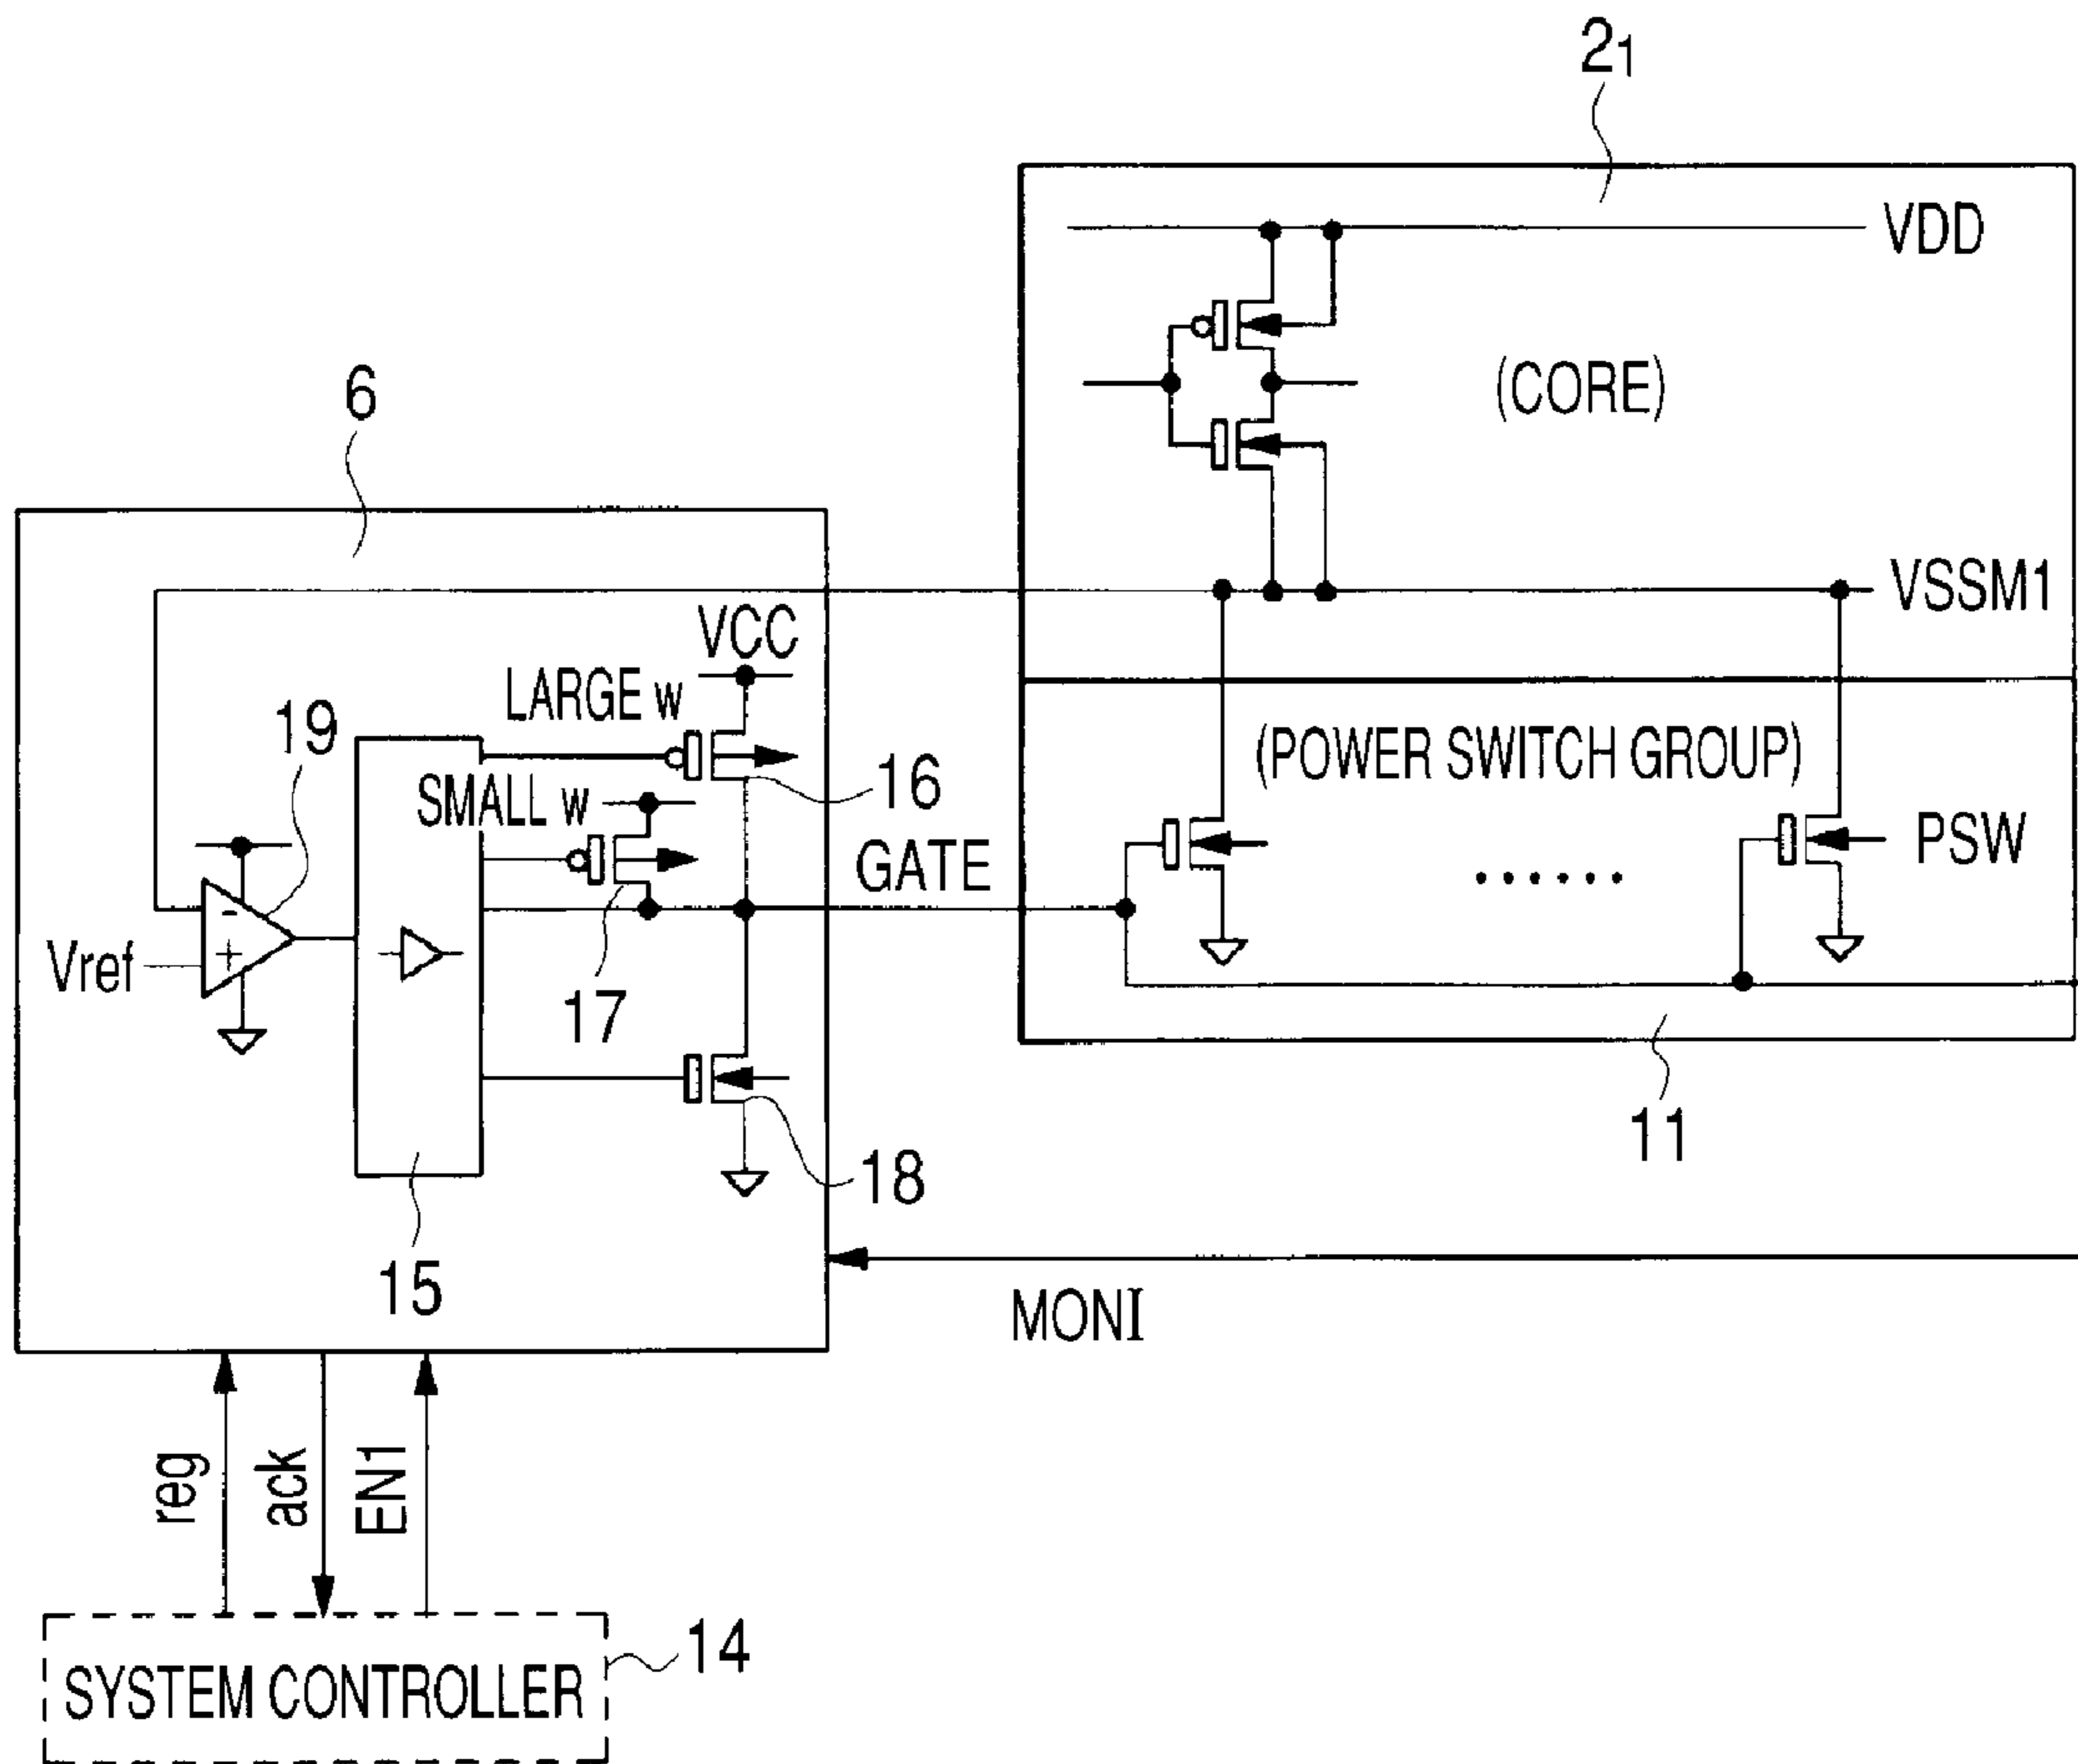 21
VDD
(CORE)
6
VSSM1
VCC
LARGE w
(POWER SWITCH GROUP)
19
16
SMALL w
GATE
PSW
-
+
Vref
17
11
18
15
MONI
reg
ack
EN1
14
SYSTEM CONTROLLER